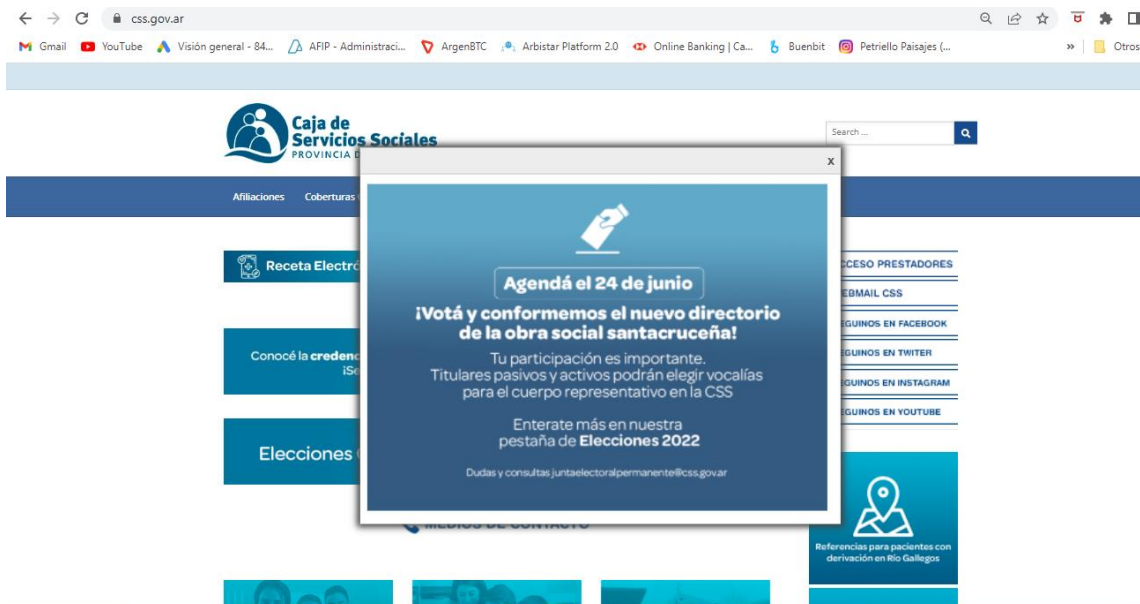 css.gov.ar
Gmail YouTube Visión general - 84... AFIP - Administraci... ArgenBTC Arbistar Platform 2.0 Online Banking | Ca... Buenbit Petriello Paisajes (... » Otros
Caja de
Servicios Sociales
PROVINCIA D
Search ...
x
Afiliaciones Coberturas
Receta Electró
Agendá el 24 de junio
¡Votá y conformemos el nuevo directorio
de la obra social santacruceña!
Tu participación es importante.
Titulares pasivos y activos podrán elegir vocalías
para el cuerpo representativo en la CSS
Enterate más en nuestra
pestaña de Elecciones 2022
Dudas y consultas juntaelectoralpermanente@css.gov.ar
Conocé la credenc
¡Se
Elecciones
CCESO PRESTADORES
EBMAIL CSS
EGUINOS EN FACEBOOK
EGUINOS EN TWITER
EGUINOS EN INSTAGRAM
EGUINOS EN YOUTUBE
MEDIOS DE CONTACTO
Referencias para pacientes con
derivación en Río Gallegos